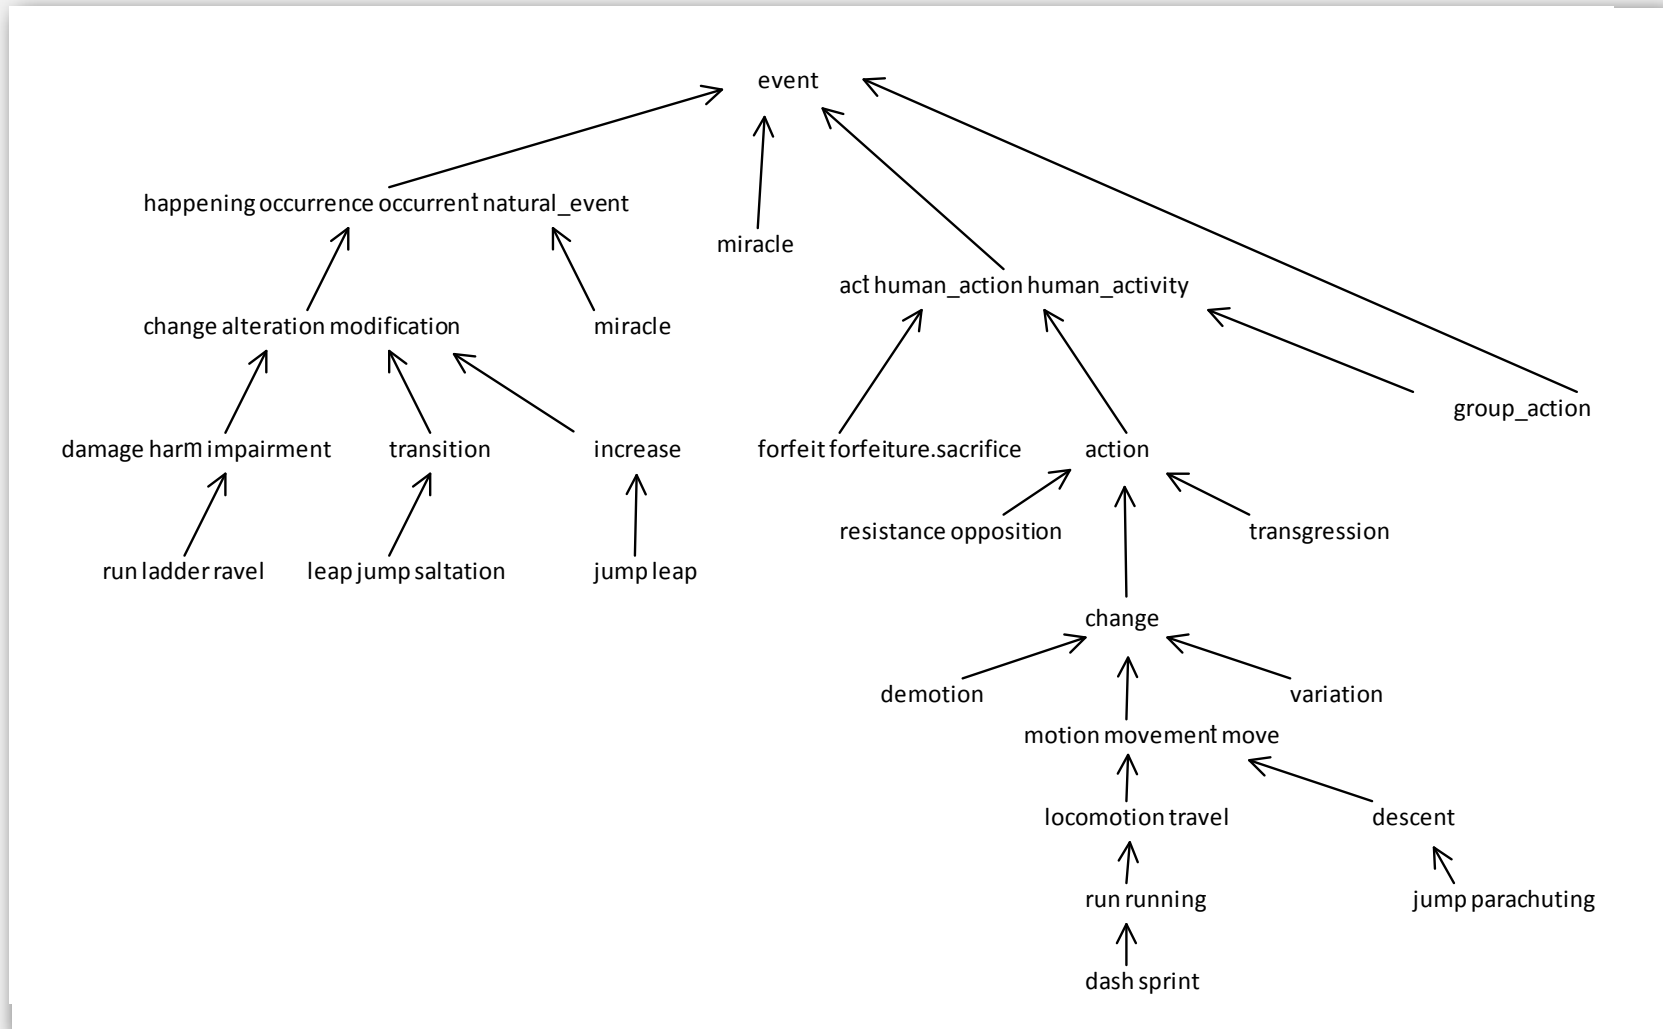 event
happening occurrence occurrent natural_event
miracle
act human_action human_activity
change alteration modification
miracle
group_action
damage harm impairment
transition
increase
forfeit forfeiture.sacrifice
action
resistance opposition
transgression
run ladder ravel
leap jump saltation
jump leap
change
demotion
variation
motion movement move
locomotion travel
descent
run running
jump parachuting
dash sprint